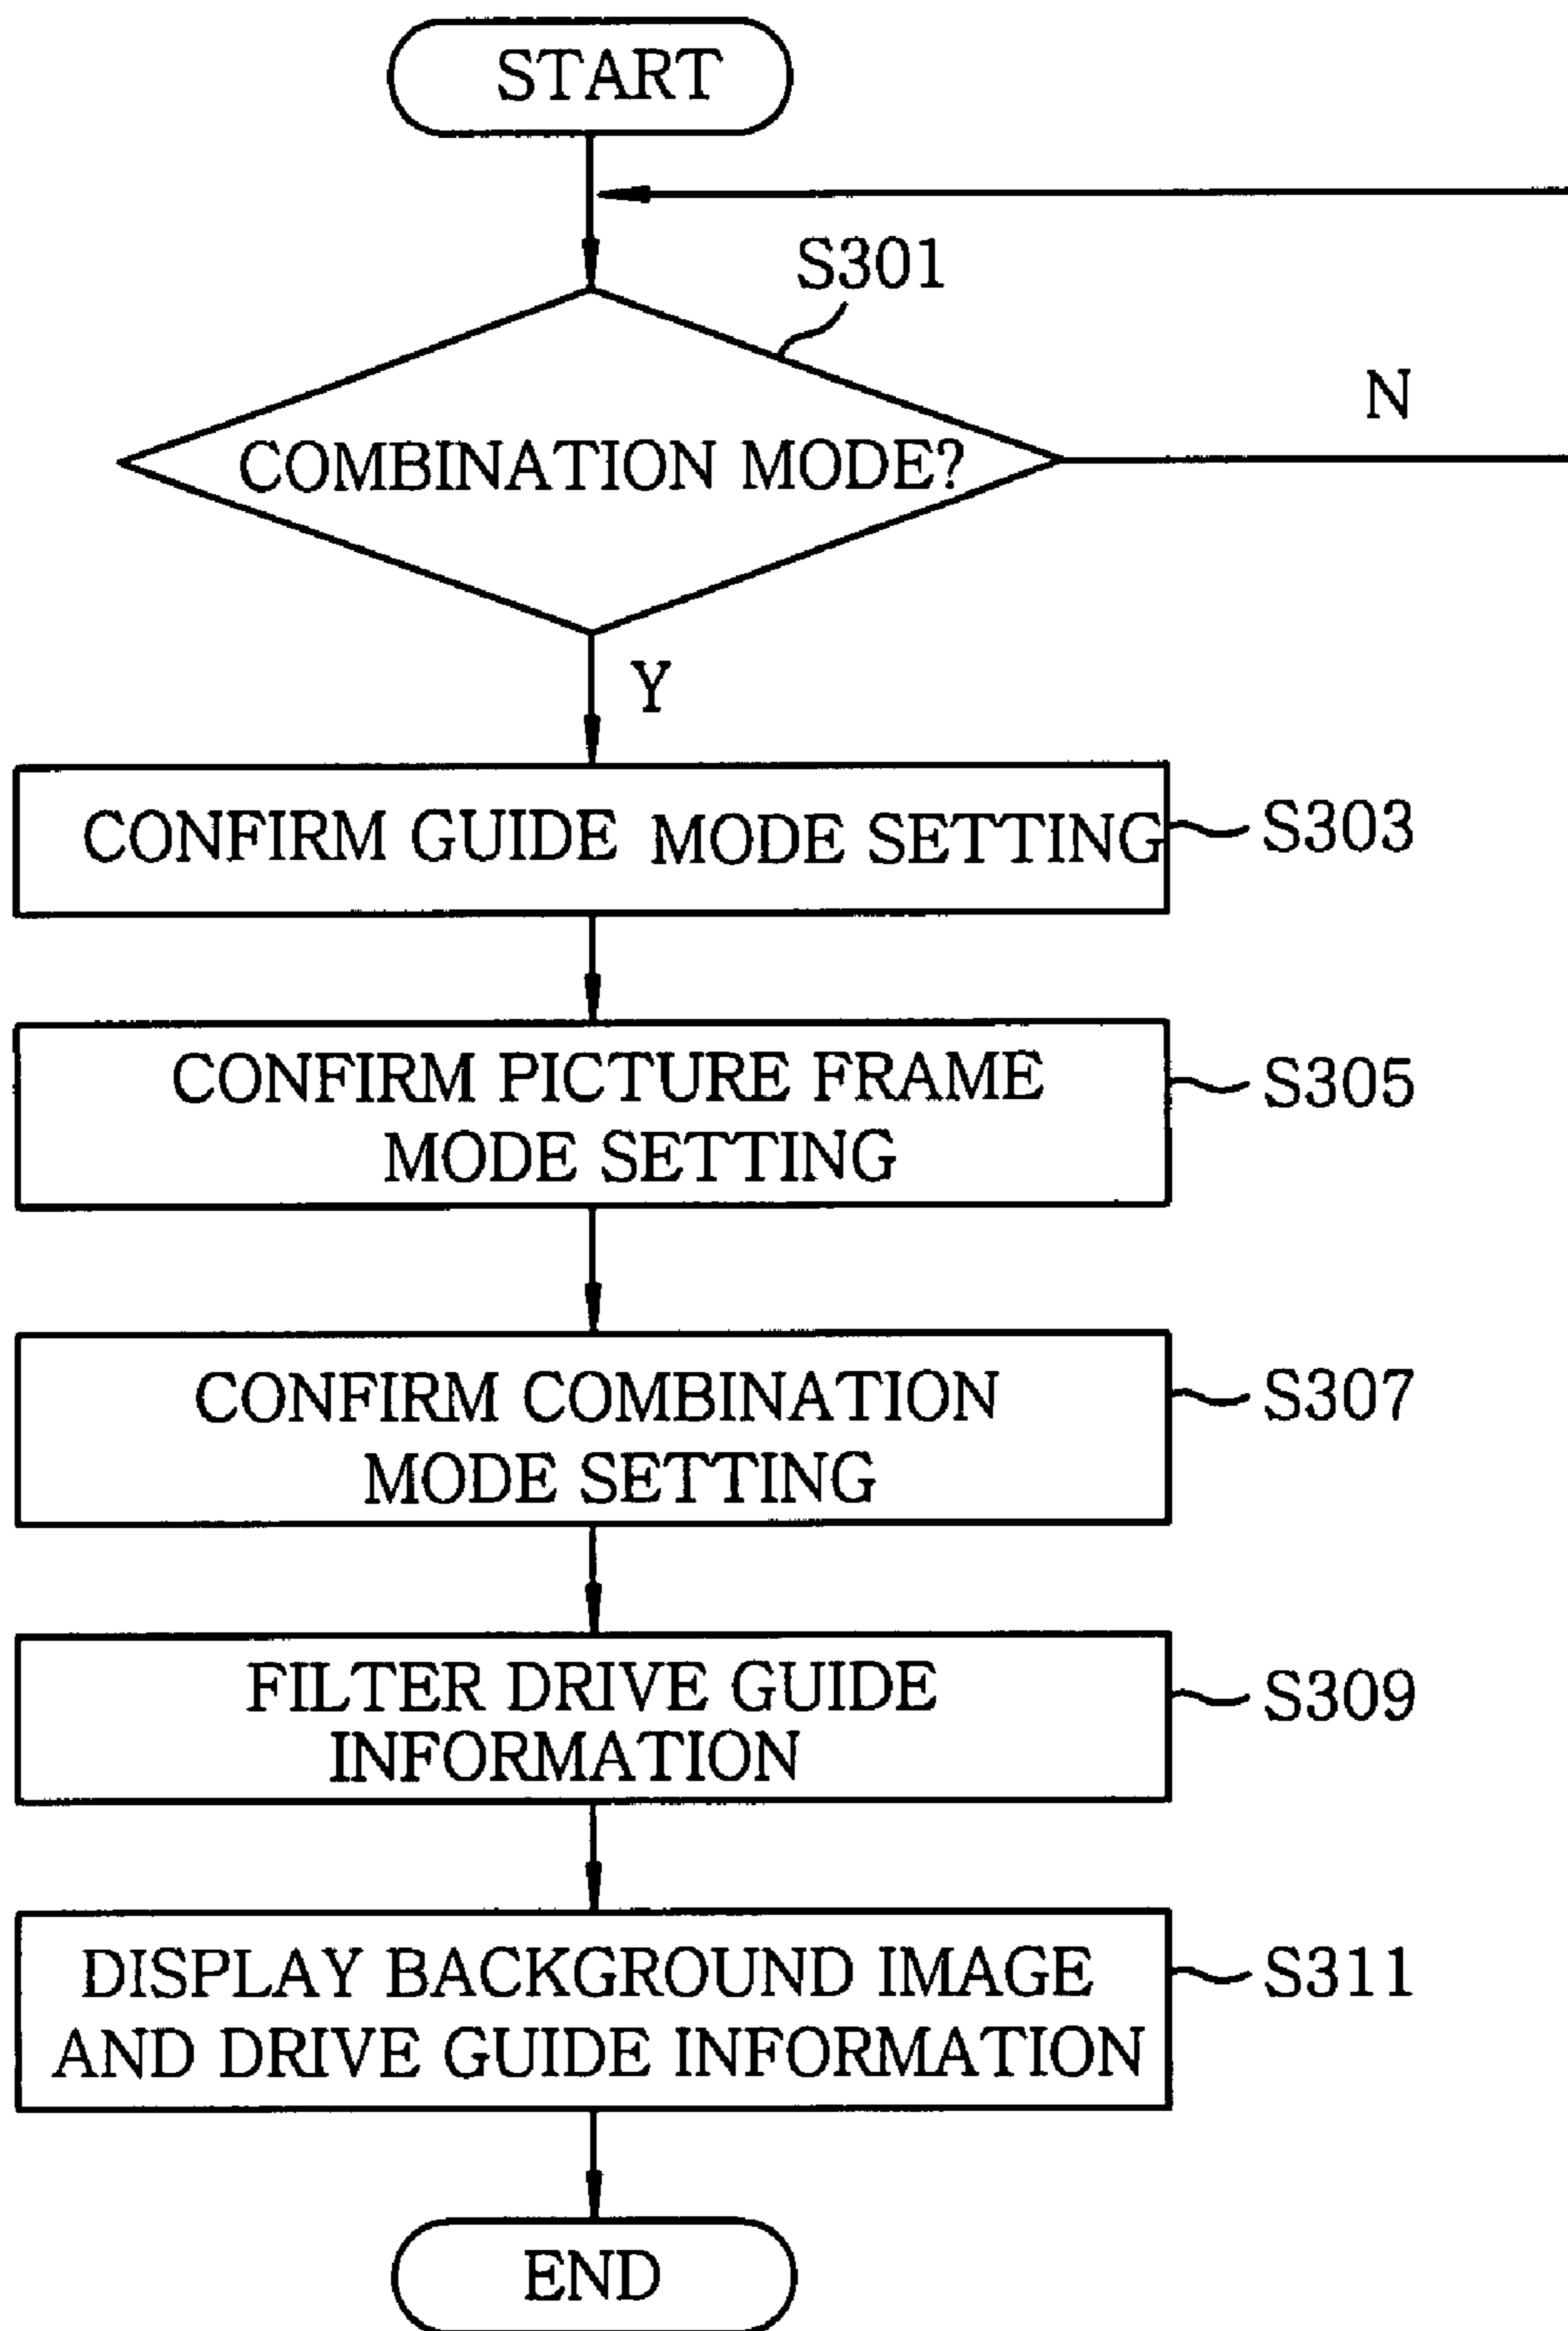 START
S301
COMBINATION MODE?
N
Y
CONFIRM GUIDE MODE SETTING
S303
CONFIRM PICTURE FRAME
MODE SETTING
S305
CONFIRM COMBINATION
MODE SETTING
S307
FILTER DRIVE GUIDE
INFORMATION
S309
DISPLAY BACKGROUND IMAGE
AND DRIVE GUIDE INFORMATION
S311
END